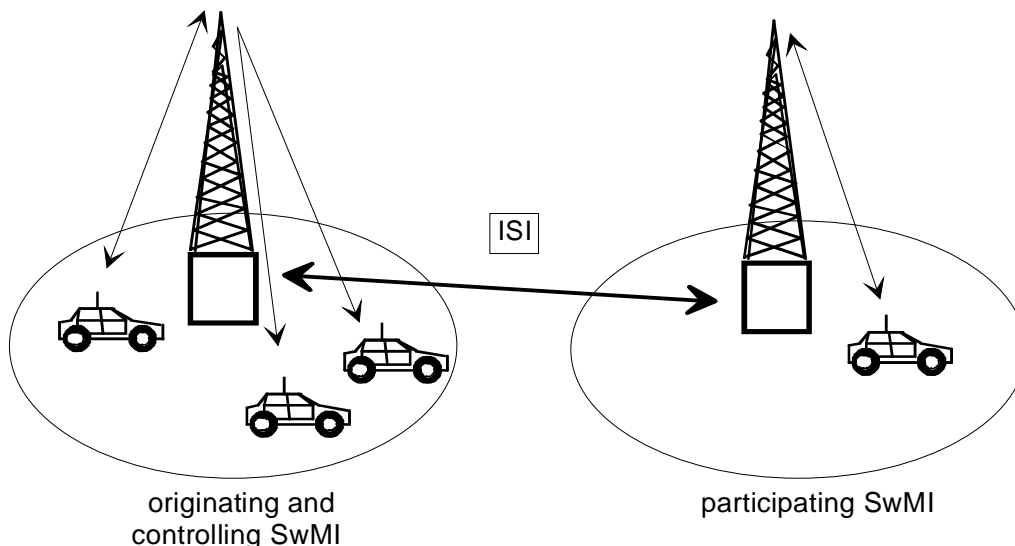 ISI
originating and
controlling SwMI
participating SwMI